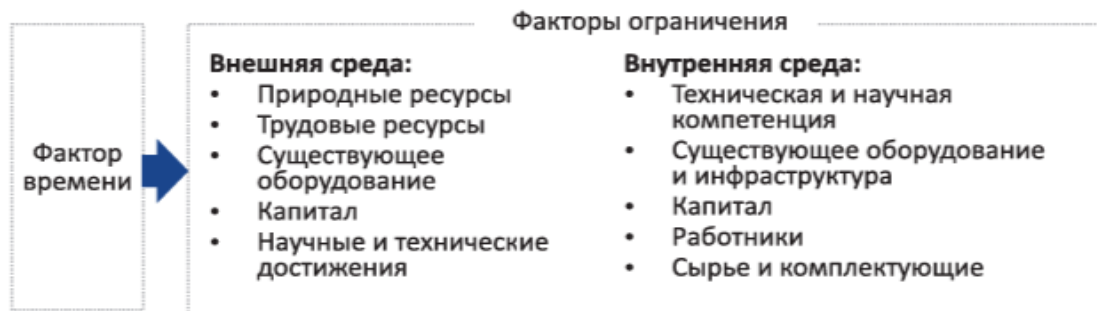 Факторы ограничения
Фактор
времени
Внешняя среда:
• Природные ресурсы
• Трудовые ресурсы
• Существующее
оборудование
• Капитал
• Научные и технические
достижения
Внутренняя среда:
• Техническая и научная
компетенция
• Существующее оборудование
и инфраструктура
• Капитал
• Работники
• Сырье и комплектующие